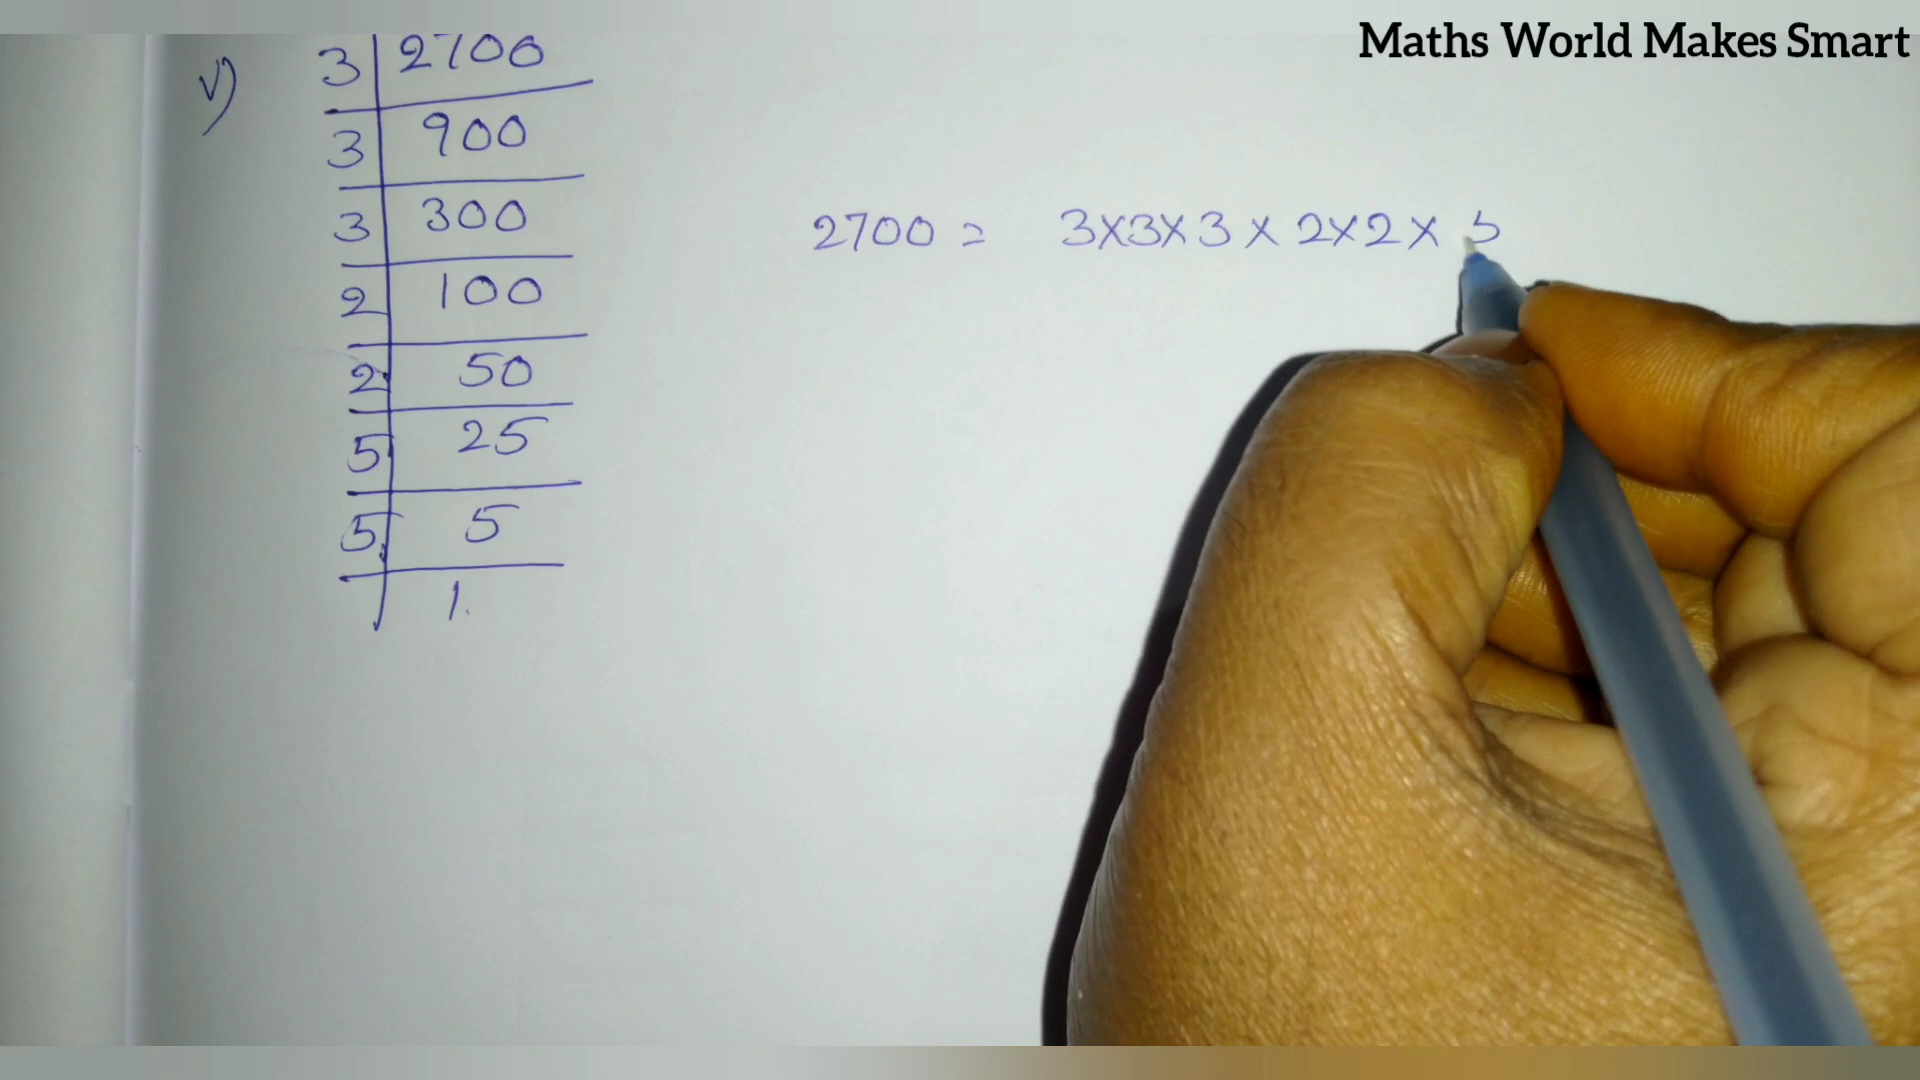 Maths World Makes Smart
v) 3 | 2700
3 | 900
3 | 300
2700 = 3×3×3×2×2×5
2 | 100
2 | 50
5 | 25
5 | 5
1.